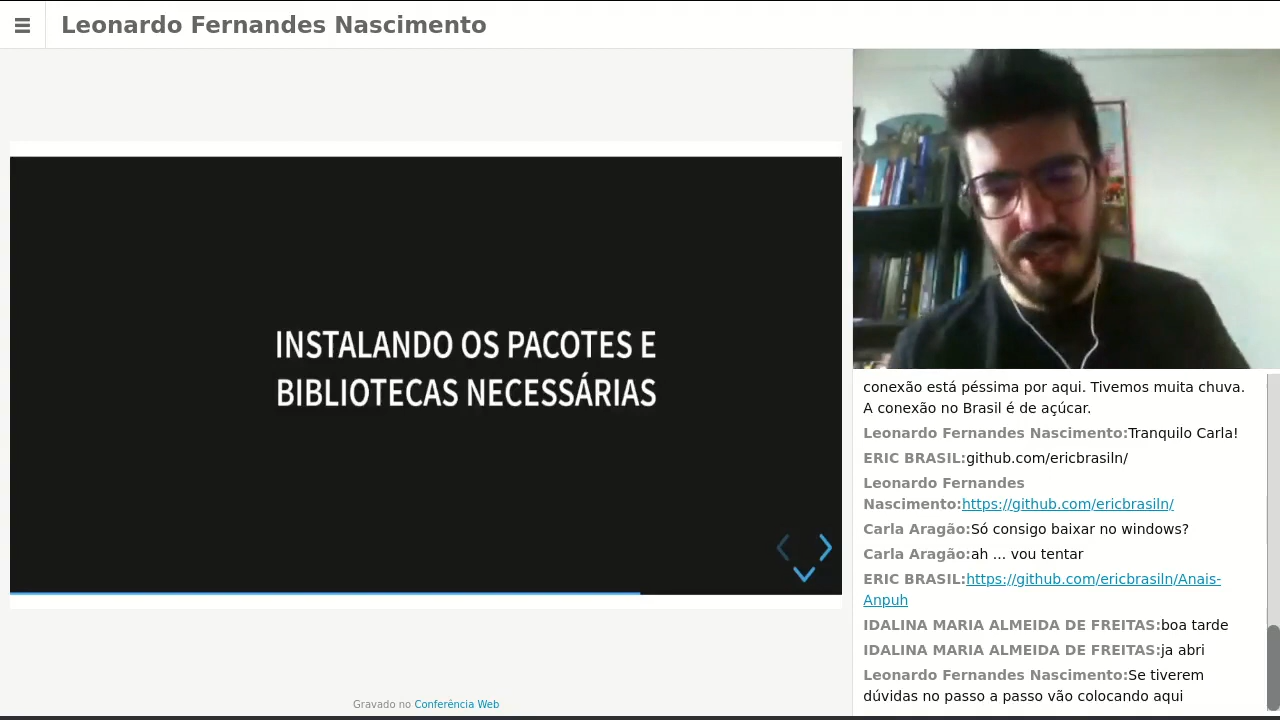 Leonardo Fernandes Nascimento
INSTALANDO OS PACOTES E
BIBLIOTECAS NECESSÁRIAS
Gravado no Conferência Web
conexão está péssima por aqui. Tivemos muita chuva.
A conexão no Brasil é de açúcar.
Leonardo Fernandes Nascimento:Tranquilo Carla!
ERIC BRASIL:github.com/ericbrasiln/
Leonardo Fernandes
Nascimento:https://github.com/ericbrasiln/
Carla Aragão:Só consigo baixar no windows?
Carla Aragão:ah ... vou tentar
ERIC BRASIL:https://github.com/ericbrasiln/Anais-
Anpuh
IDALINA MARIA ALMEIDA DE FREITAS:boa tarde
IDALINA MARIA ALMEIDA DE FREITAS:ja abri
Leonardo Fernandes Nascimento:Se tiverem
dúvidas no passo a passo vão colocando aqui